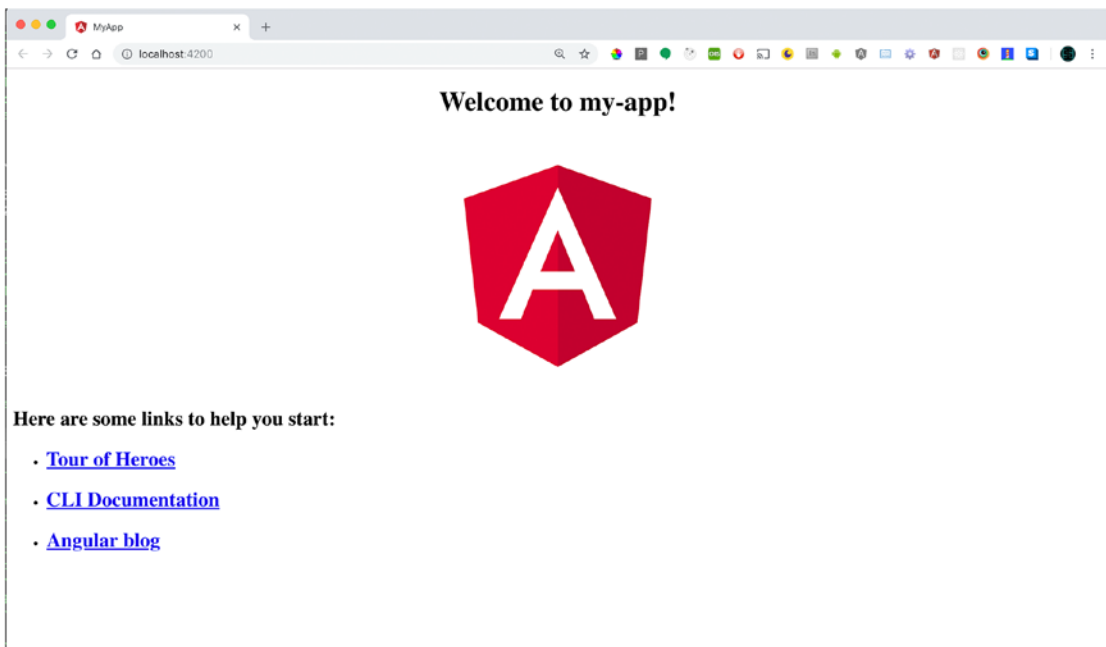 MyApp
localhost:4200
Welcome to my-app!
A
Here are some links to help you start:
• Tour of Heroes
• CLI Documentation
• Angular blog